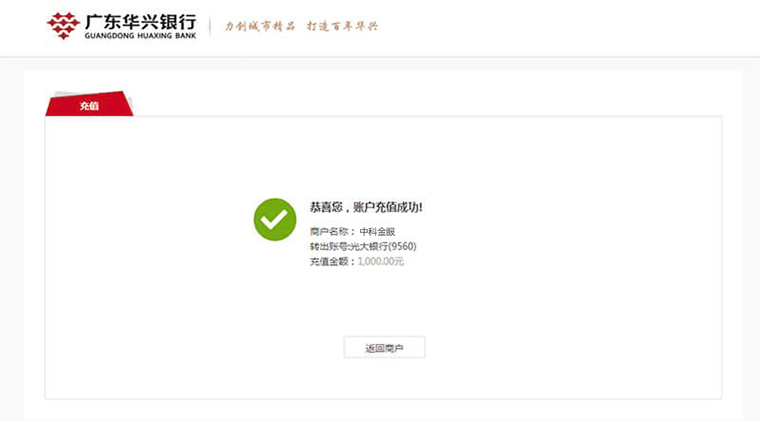 广东华兴银行
GUANGDONG HUAXING BANK
力创城市精品 打造百年华兴
充值
恭喜您，账户充值成功!
商户名称： 中科金服
转出账号:光大银行(9560)
充值金额：1,000.00元
返回商户